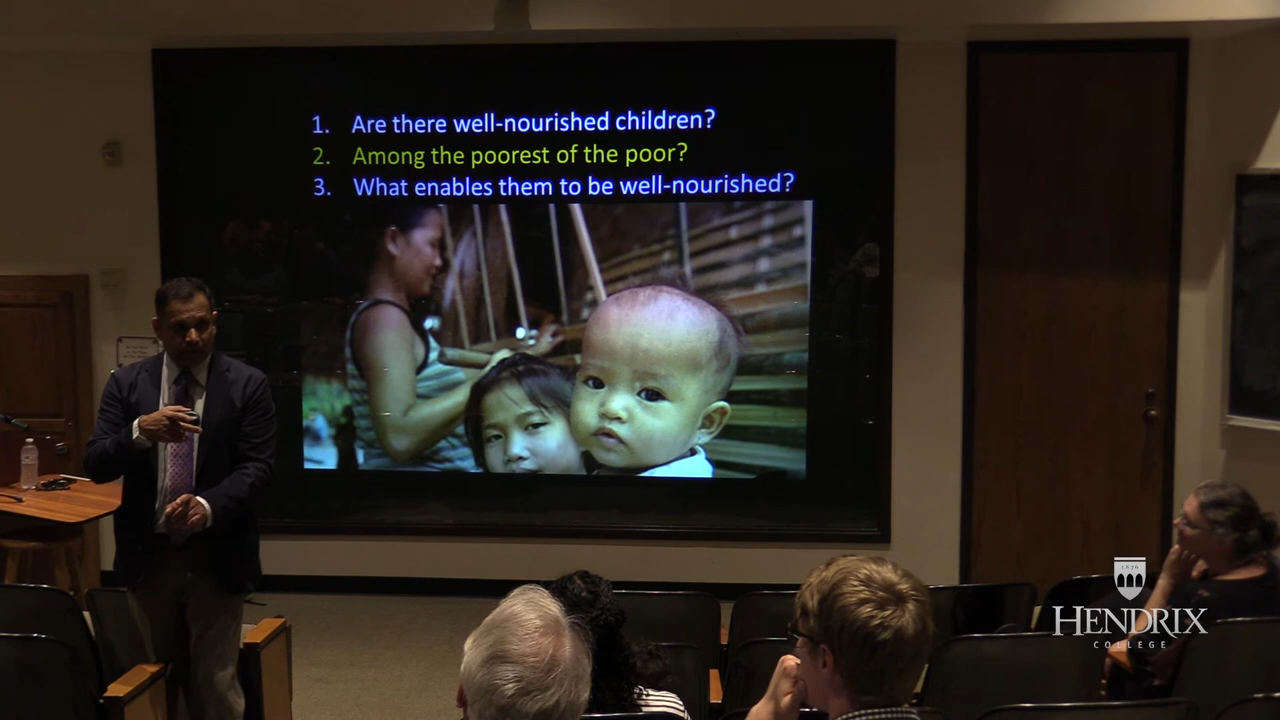 1. Are there well-nourished children?
2. Among the poorest of the poor?
3. What enables them to be well-nourished?
1876
HENDRIX
COLLEGE